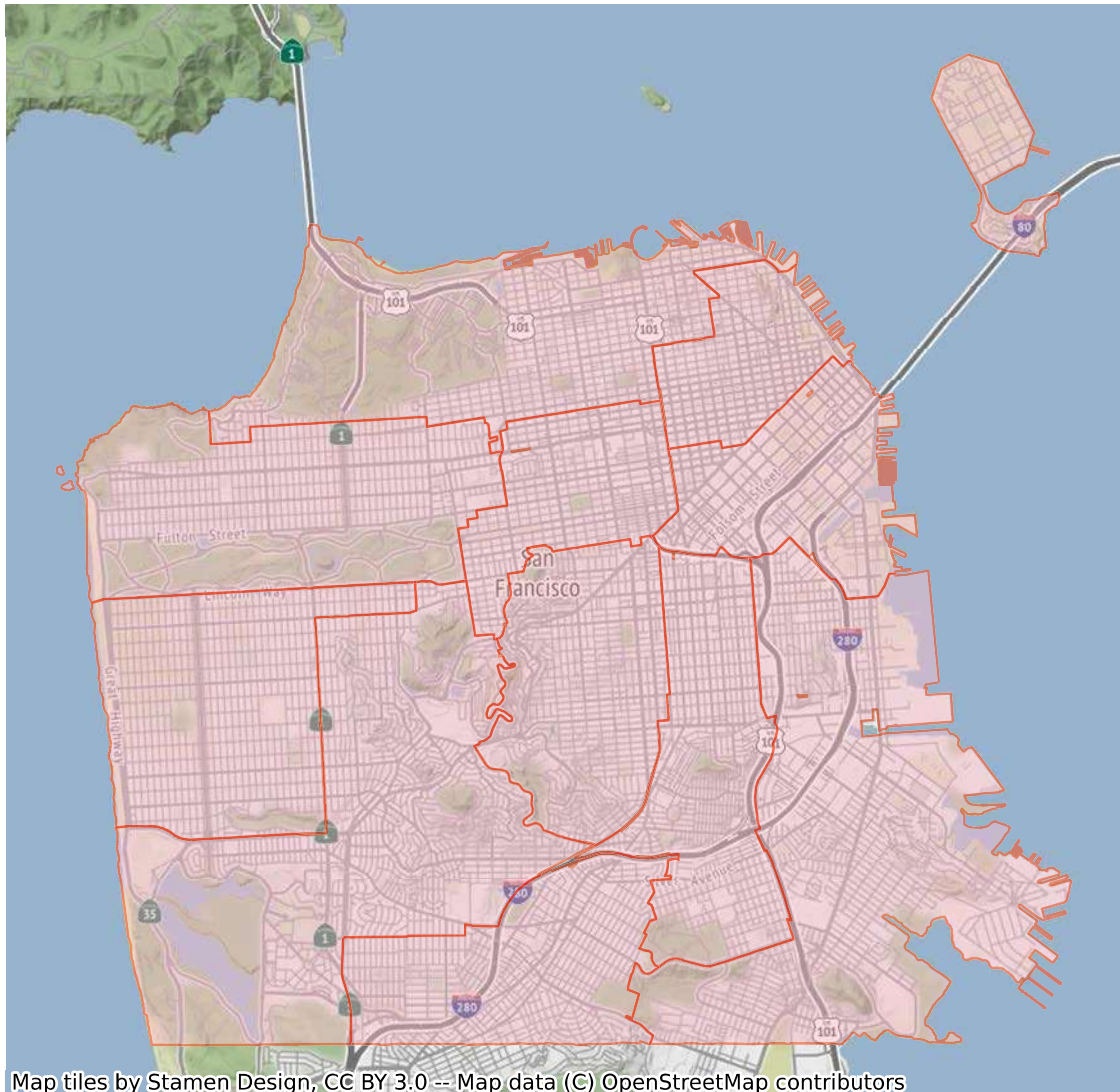 1
80
101
101
101
1
Fulton Street
Folsom Street
San
Francisco
Lincoln Way
280
Great Highway
101
280
35
1
280
101
Map tiles by Stamen Design, CC BY 3.0 -- Map data (C) OpenStreetMap contributors